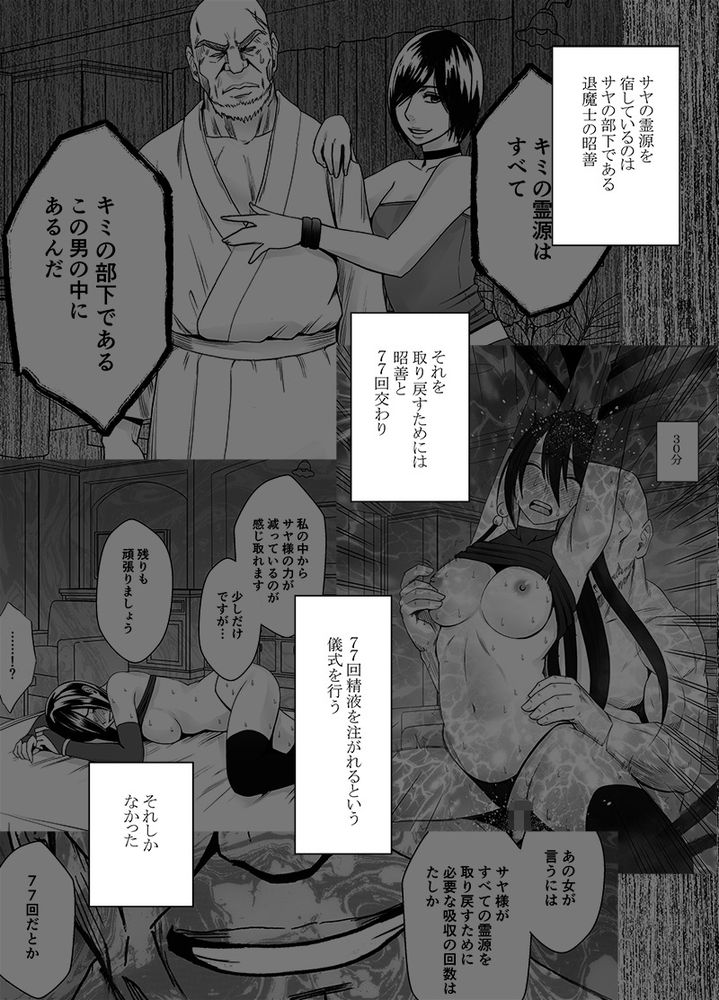 サヤの霊源を
宿しているのは
サヤの部下である
退魔士の昭善
キミの霊源は
すべて
キミの部下である
この男の中に
あるんだ
それを
取り戻すためには
昭善と
77回交わり
30分
私の中から
サヤ様の力が
減っているのが
感じ取れます
少しだけ
ですが…
残りも
頑張りましょう
……!?
77回精液を注がれるという
儀式を行う
それしか
なかった
あの女が
言うには
サヤ様が
すべての霊源を
取り戻すために
必要な吸収の回数は
たしか
77回だとか